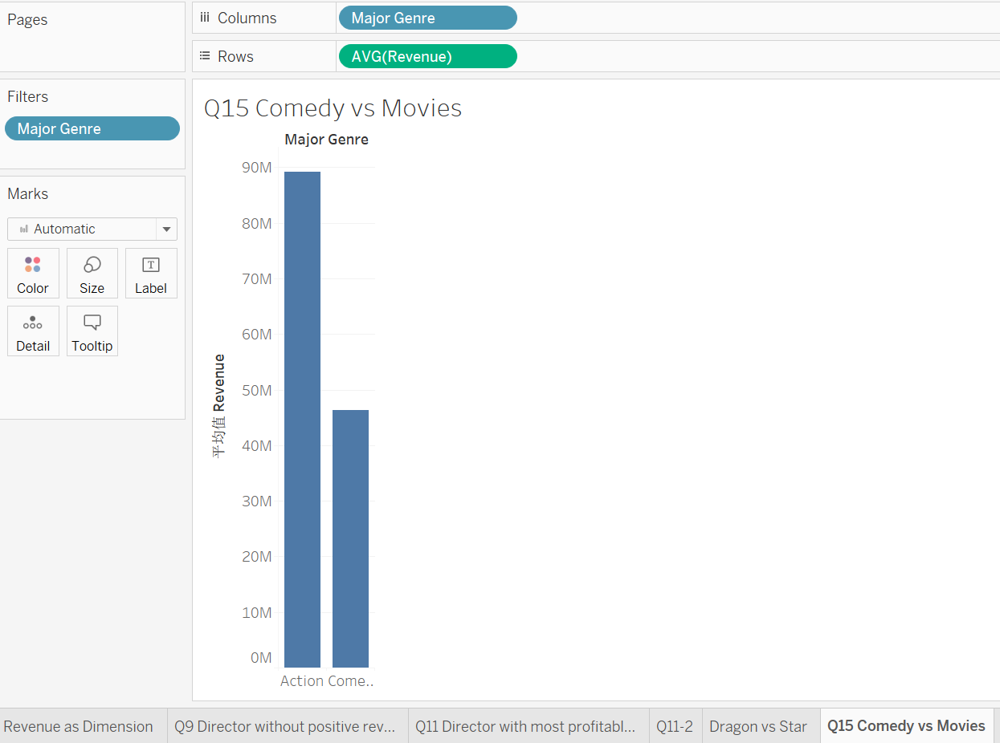 Pages
Columns
Major Genre
Rows
AVG(Revenue)
Filters
Major Genre
Marks
Automatic
Color
Size
Label
Detail
Tooltip
Q15 Comedy vs Movies
Major Genre
90M
80M
70M
60M
50M
40M
30M
20M
10M
0M
平均值 Revenue
Action Come..
Revenue as Dimension
Q9 Director without positive rev...
Q11 Director with most profitabl...
Q11-2
Dragon vs Star
Q15 Comedy vs Movies